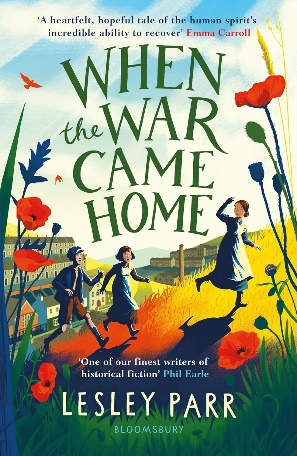 ‘A heartfelt, hopeful tale of the human spirit’s
incredible ability to recover’ Emma Carroll
WHEN
the WAR
CAME
HOME
‘One of our finest writers of
historical fiction’ Phil Earle
LESLEY PARR
BLOOMSBURY